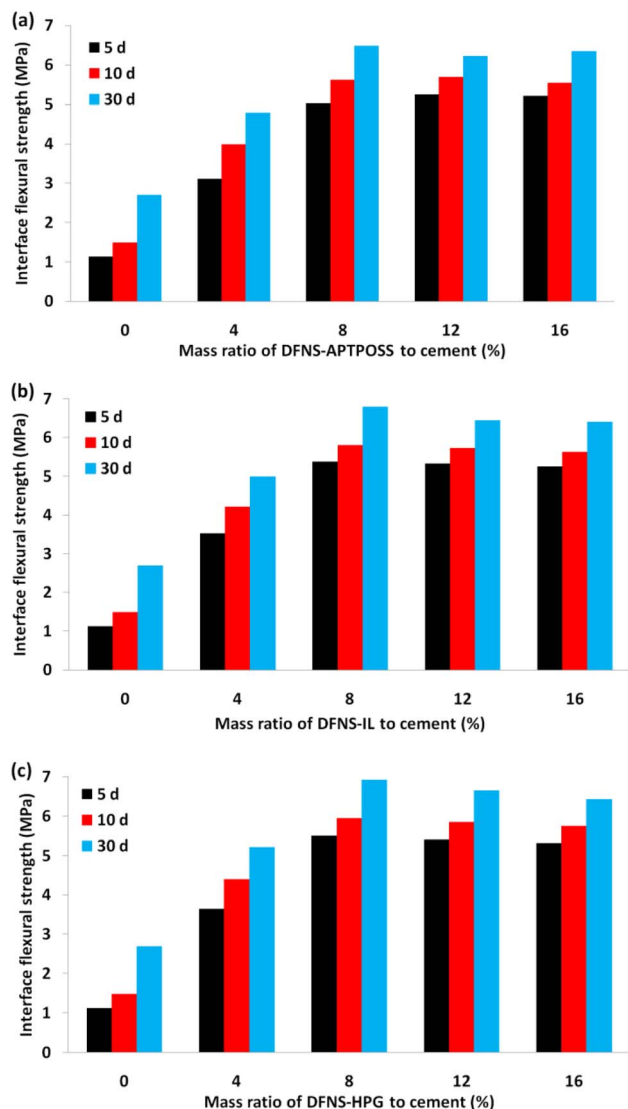 (a)
Interface flexural strength (MPa)
7
6
5
4
3
2
1
0
5 d
10 d
30 d
0 4 8 12 16
Mass ratio of DFNS-APTPOSS to cement (%)
(b)
Interface flexural strength (MPa)
7
6
5
4
3
2
1
0
5 d
10 d
30 d
0 4 8 12 16
Mass ratio of DFNS-IL to cement (%)
(c)
Interface flexural strength (MPa)
7
6
5
4
3
2
1
0
5 d
10 d
30 d
0 4 8 12 16
Mass ratio of DFNS-HPG to cement (%)